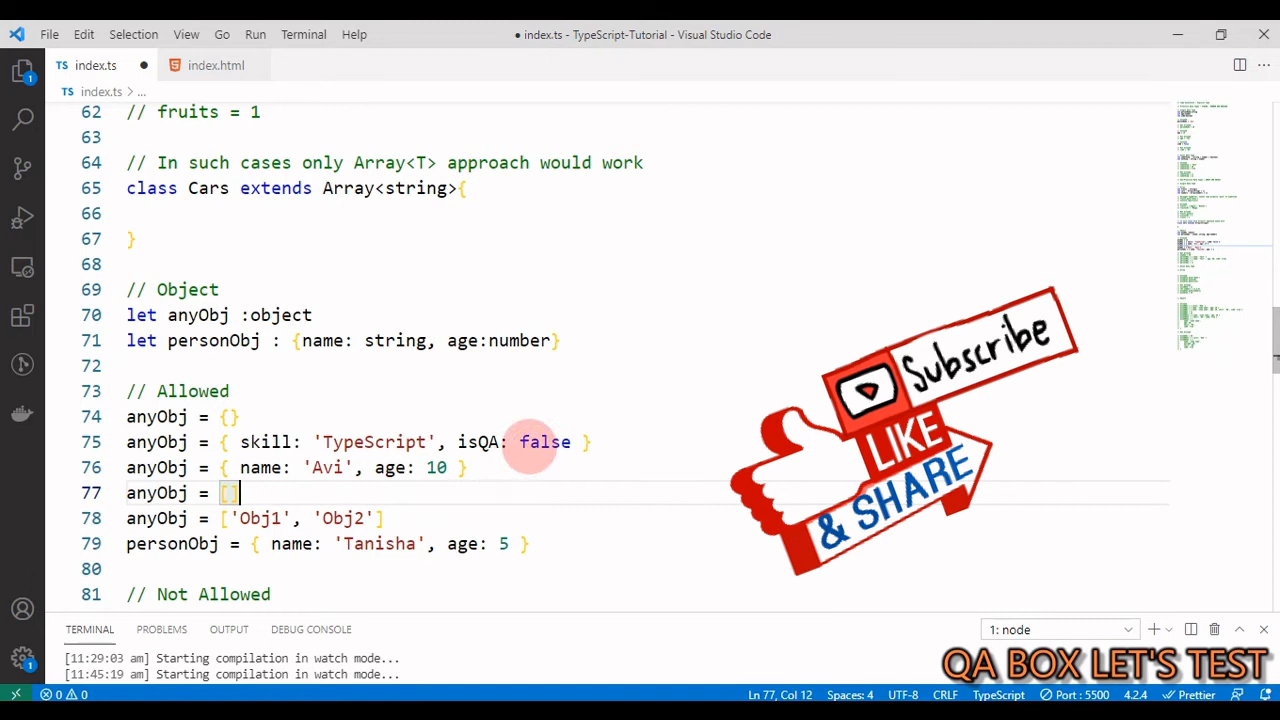 File Edit Selection View Go Run Terminal Help
● index.ts - TypeScript-Tutorial - Visual Studio Code
TS index.ts ●
index.html
TS index.ts > ...
62 // fruits = 1
63
64 // In such cases only Array<T> approach would work
65 class Cars extends Array<string>{
66
67 }
68
69 // Object
70 let anyObj :object
71 let personObj : {name: string, age:number}
72
73 // Allowed
74 anyObj = {}
75 anyObj = { skill: 'TypeScript', isQA: false }
76 anyObj = { name: 'Avi', age: 10 }
77 anyObj = []
78 anyObj = ['Obj1', 'Obj2']
79 personObj = { name: 'Tanisha', age: 5 }
80
81 // Not Allowed
Subscribe
LIKE
& SHARE
TERMINAL PROBLEMS OUTPUT DEBUG CONSOLE
1: node
[11:29:03 am] Starting compilation in watch mode...
[11:45:19 am] Starting compilation in watch mode...
QA BOX LET'S TEST
1
1
0 0
Ln 77, Col 12 Spaces: 4 UTF-8 CRLF TypeScript Port : 5500 4.2.4 Prettier